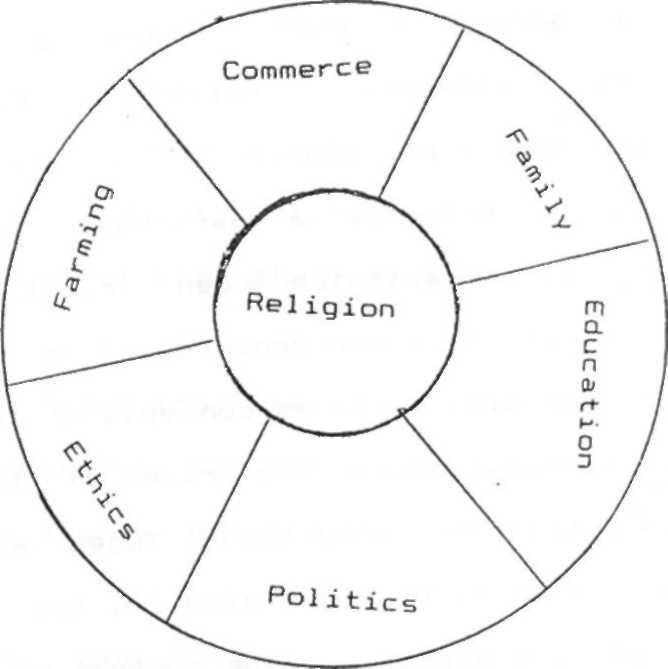 Commerce
Family
Education
Politics
Ethics
Farming
Religion